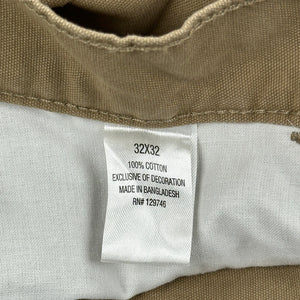 32X32
100% COTTON
EXCLUSIVE OF DECORATION
MADE IN BANGLADESH
RN# 129746